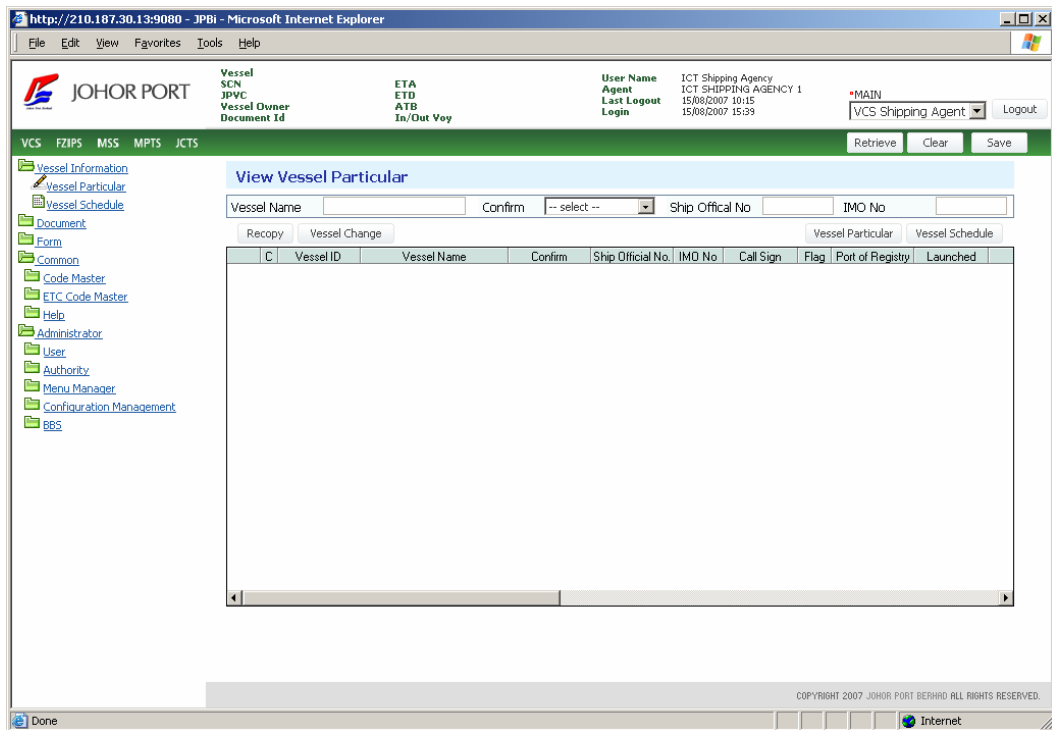 http://210.187.30.13:9080 - JPBi - Microsoft Internet Explorer
File Edit View Favorites Tools Help
JOHOR PORT
Vessel
SCN
JPVC
Vessel Owner
Document Id
ETA
ETD
ATB
In/Out Voy
User Name ICT Shipping Agency
Agent ICT SHIPPING AGENCY 1
Last Logout 15/08/2007 10:15
Login 15/08/2007 15:39
*MAIN
VCS Shipping Agent Logout
VCS FZIPS MSS MPTS JCTS Retrieve Clear Save
Vessel Information
Vessel Particular
Vessel Schedule
Document
Form
Common
Code Master
ETC Code Master
Help
Administrator
User
Authority
Menu Manager
Configuration Management
BBS
View Vessel Particular
Vessel Name Confirm -- select -- Ship Offical No IMO No
Recopy Vessel Change Vessel Particular Vessel Schedule
C Vessel ID Vessel Name Confirm Ship Official No. IMO No Call Sign Flag Port of Registry Launched
COPYRIGHT 2007 JOHOR PORT BERHAD ALL RIGHTS RESERVED.
Done Internet